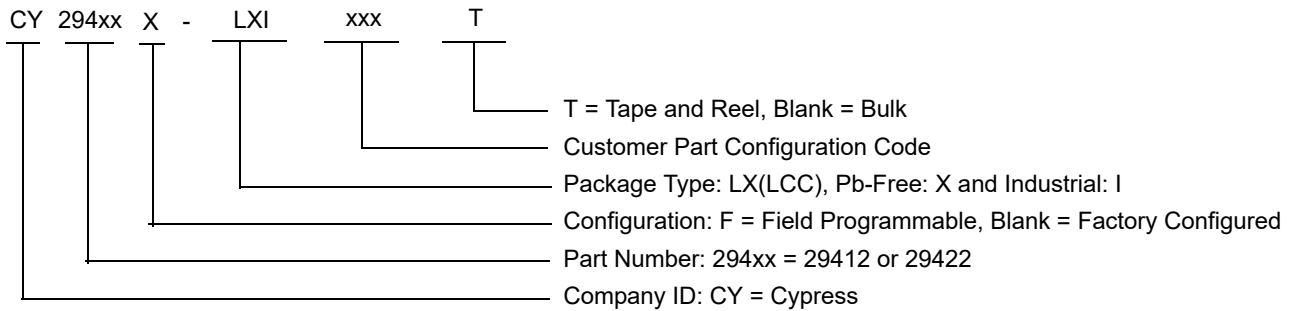 CY 294xx X - LXI xxx T
T = Tape and Reel, Blank = Bulk
Customer Part Configuration Code
Package Type: LX(LCC), Pb-Free: X and Industrial: I
Configuration: F = Field Programmable, Blank = Factory Configured
Part Number: 294xx = 29412 or 29422
Company ID: CY = Cypress